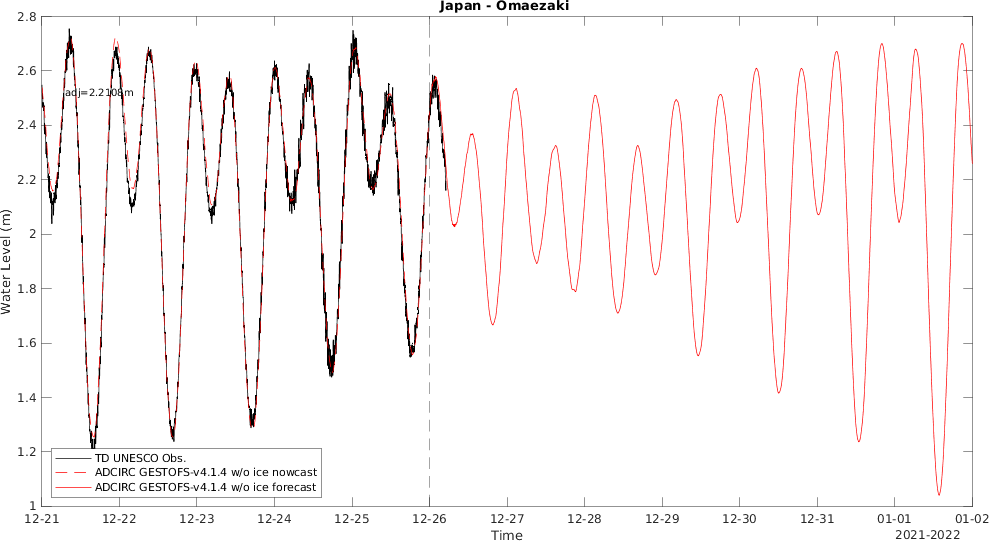 Japan - Omaezaki
2.8
2.6
adj=2.2108m
2.4
2.2
2
1.8
1.6
1.4
1.2
1
Water Level (m)
TD UNESCO Obs.
ADCIRC GESTOFS-v4.1.4 w/o ice nowcast
ADCIRC GESTOFS-v4.1.4 w/o ice forecast
12-21 12-22 12-23 12-24 12-25 12-26 12-27 12-28 12-29 12-30 12-31 01-01 01-02
Time
2021-2022